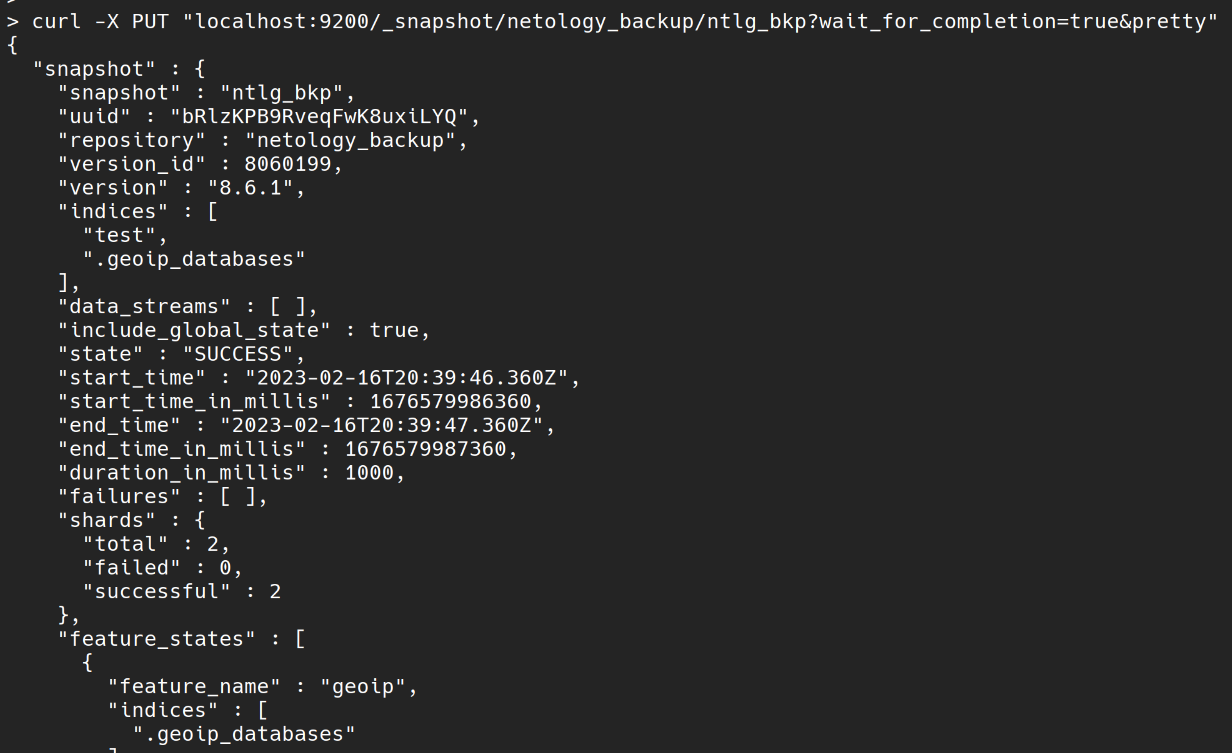 > curl -X PUT "localhost:9200/_snapshot/netology_backup/ntlg_bkp?wait_for_completion=true&pretty"
{
  "snapshot" : {
    "snapshot" : "ntlg_bkp",
    "uuid" : "bRlzKPB9RveqFwK8uxiLYQ",
    "repository" : "netology_backup",
    "version_id" : 8060199,
    "version" : "8.6.1",
    "indices" : [
      "test",
      ".geoip_databases"
    ],
    "data_streams" : [ ],
    "include_global_state" : true,
    "state" : "SUCCESS",
    "start_time" : "2023-02-16T20:39:46.360Z",
    "start_time_in_millis" : 1676579986360,
    "end_time" : "2023-02-16T20:39:47.360Z",
    "end_time_in_millis" : 1676579987360,
    "duration_in_millis" : 1000,
    "failures" : [ ],
    "shards" : {
      "total" : 2,
      "failed" : 0,
      "successful" : 2
    },
    "feature_states" : [
      {
        "feature_name" : "geoip",
        "indices" : [
          ".geoip_databases"